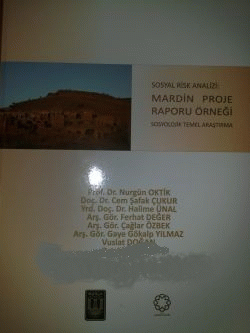 SOSYAL RİSK ANALİZİ:
MARDİN PROJE
RAPORU ÖRNEĞİ
SOSYOLOJİK TEMEL ARAŞTIRMA
Prof. Dr. Nurgün OKTİK
Doç. Dr. Cem Şafak ÇUKUR
Yrd. Doç. Dr. Halime ÜNAL
Arş. Gör. Ferhat DEĞER
Arş. Gör. Çağlar ÖZBEK
Arş. Gör. Gaye Gökalp YILMAZ
Vuslat DOĞAN